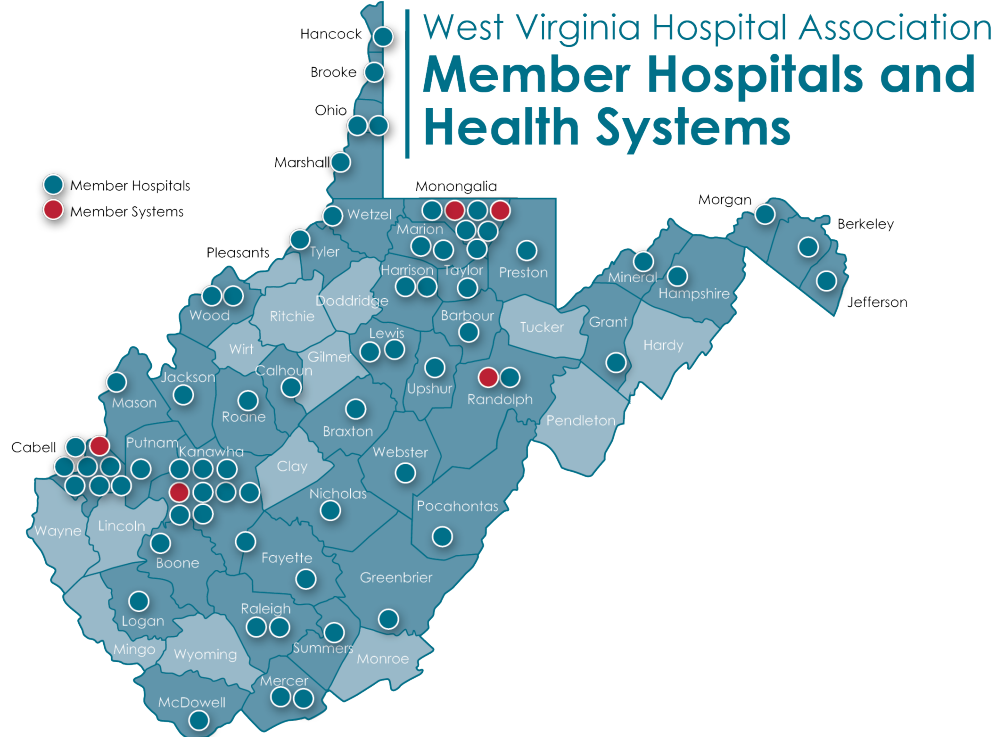 West Virginia Hospital Association
Member Hospitals and
Health Systems
Hancock
Brooke
Ohio
Marshall
Member Hospitals
Member Systems
Monongalia
Morgan
Wetzel
Marion
Berkeley
Pleasants
Tyler
Harrison
Taylor
Preston
Mineral
Hampshire
Jefferson
Doddridge
Wood
Ritchie
Barbour
Tucker
Grant
Lewis
Hardy
Wirt
Gilmer
Calhoun
Jackson
Upshur
Randolph
Mason
Roane
Braxton
Pendleton
Cabell
Putnam
Kanawha
Webster
Clay
Nicholas
Pocahontas
Lincoln
Wayne
Fayette
Boone
Greenbrier
Raleigh
Logan
Summers
Mingo
Wyoming
Monroe
Mercer
McDowell